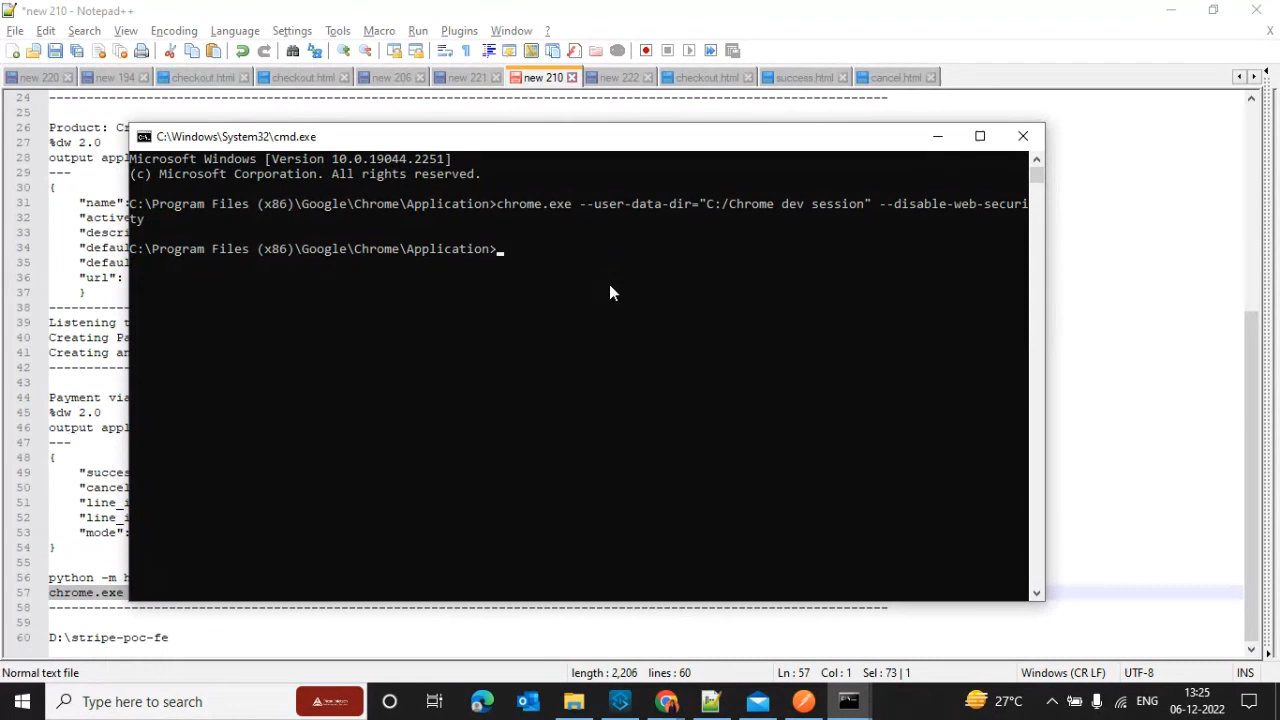 *new 210 - Notepad++
File Edit Search View Encoding Language Settings Tools Macro Run Plugins Window ? X
new 220 new 194 checkout html checkout html new 206 new 221 new 210 new 222 checkout html success.html cancel.html
24 ----------------------------------------------------------------------------------------------------------------
25
26 Product: Cr
27 %dw 2.0
28 output appl
29 ---
30 {
31 "name":
32 "active
33 "descri
34 "defaul
35 "defaul
36 "url":
37 }
38 -----------
39 Listening t
40 Creating Pa
41 Creating an
42 -----------
43
44 Payment via
45 %dw 2.0
46 output appl
47 ---
48 {
49 "succes
50 "cancel
51 "line_i
52 "line_i
53 "mode":
54 }
55
56 python -m h
57 chrome.exe
58 ----------------------------------------------------------------------------------------------------------------
59
60 D:\stripe-poc-fe
C:\Windows\System32\cmd.exe
Microsoft Windows [Version 10.0.19044.2251]
(c) Microsoft Corporation. All rights reserved.
C:\Program Files (x86)\Google\Chrome\Application>chrome.exe --user-data-dir="C:/Chrome dev session" --disable-web-securi
ty
C:\Program Files (x86)\Google\Chrome\Application>
Normal text file length : 2,206 lines : 60 Ln : 57 Col : 1 Sel : 73 | 1 Windows (CR LF) UTF-8 INS
Type here to search 27°C ENG 13:25
06-12-2022